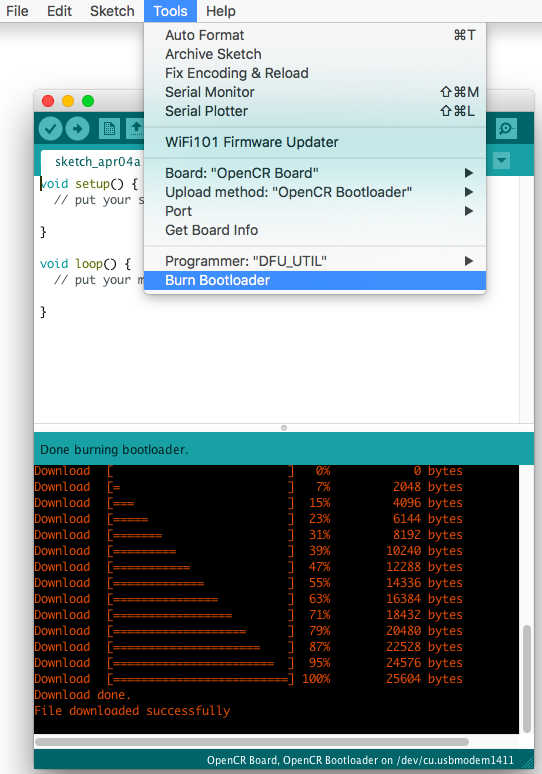 File Edit Sketch Tools Help
Auto Format ⌘T
Archive Sketch
Fix Encoding & Reload
Serial Monitor ⇧⌘M
Serial Plotter ⇧⌘L
WiFi101 Firmware Updater
Board: "OpenCR Board"
Upload method: "OpenCR Bootloader"
Port
Get Board Info
Programmer: "DFU_UTIL"
Burn Bootloader
sketch_apr04a
void setup() {
// put your s
}
void loop() {
// put your m
}
Done burning bootloader.
Download [ ] 0% 0 bytes
Download [= ] 7% 2048 bytes
Download [=== ] 15% 4096 bytes
Download [===== ] 23% 6144 bytes
Download [======= ] 31% 8192 bytes
Download [========= ] 39% 10240 bytes
Download [=========== ] 47% 12288 bytes
Download [============= ] 55% 14336 bytes
Download [=============== ] 63% 16384 bytes
Download [================= ] 71% 18432 bytes
Download [=================== ] 79% 20480 bytes
Download [===================== ] 87% 22528 bytes
Download [======================= ] 95% 24576 bytes
Download [=========================] 100% 25604 bytes
Download done.
File downloaded successfully
OpenCR Board, OpenCR Bootloader on /dev/cu.usbmodem1411